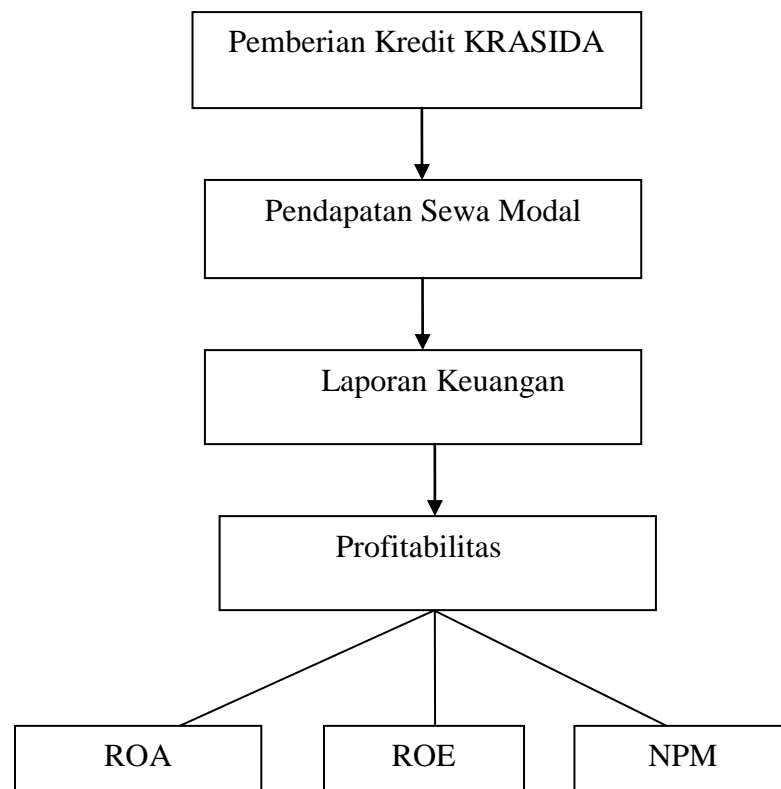 Pemberian Kredit KRASIDA
Pendapatan Sewa Modal
Laporan Keuangan
Profitabilitas
ROA
ROE
NPM